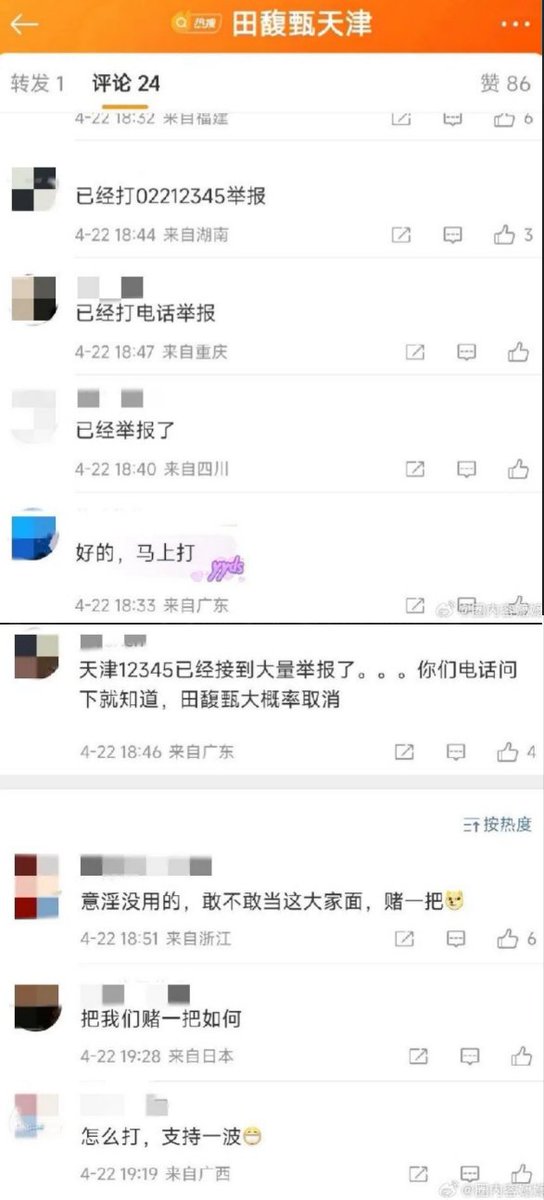 热搜
田馥甄天津
转发 1 评论 24 赞 86
4-22 18:32 来自福建 6
已经打02212345举报
4-22 18:44 来自湖南 3
已经打电话举报
4-22 18:47 来自重庆
已经举报了
4-22 18:40 来自四川
好的，马上打
yyds
4-22 18:33 来自广东
天津12345已经接到大量举报了。。。你们电话问
下就知道，田馥甄大概率取消
4-22 18:46 来自广东 4
按热度
意淫没用的，敢不敢当这大家面，赌一把
4-22 18:51 来自浙江 6
把我们赌一把如何
4-22 19:28 来自日本
怎么打，支持一波
4-22 19:19 来自广西